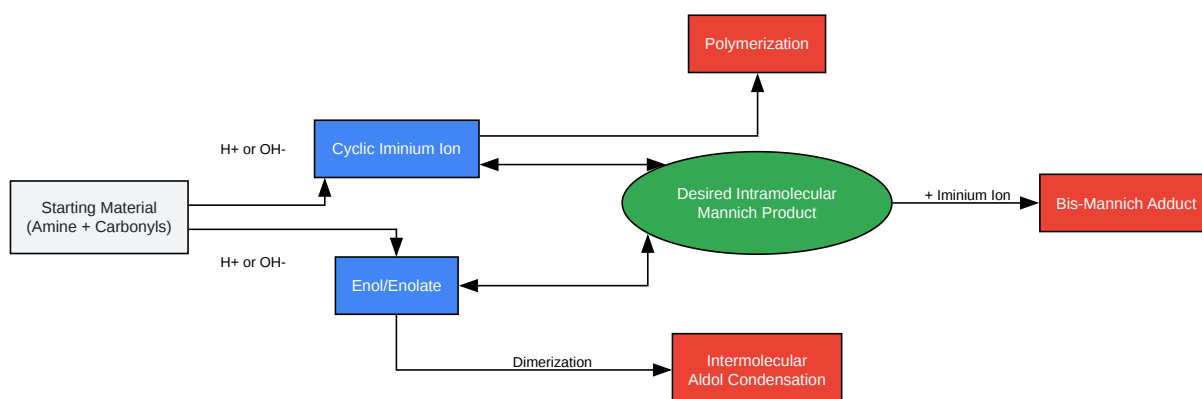 Polymerization
H+ or OH-
Cyclic Iminium Ion
Desired Intramolecular
Mannich Product
+ Iminium Ion
Bis-Mannich Adduct
Starting Material
(Amine + Carbonyls)
H+ or OH-
Enol/Enolate
Dimerization
Intermolecular
Aldol Condensation